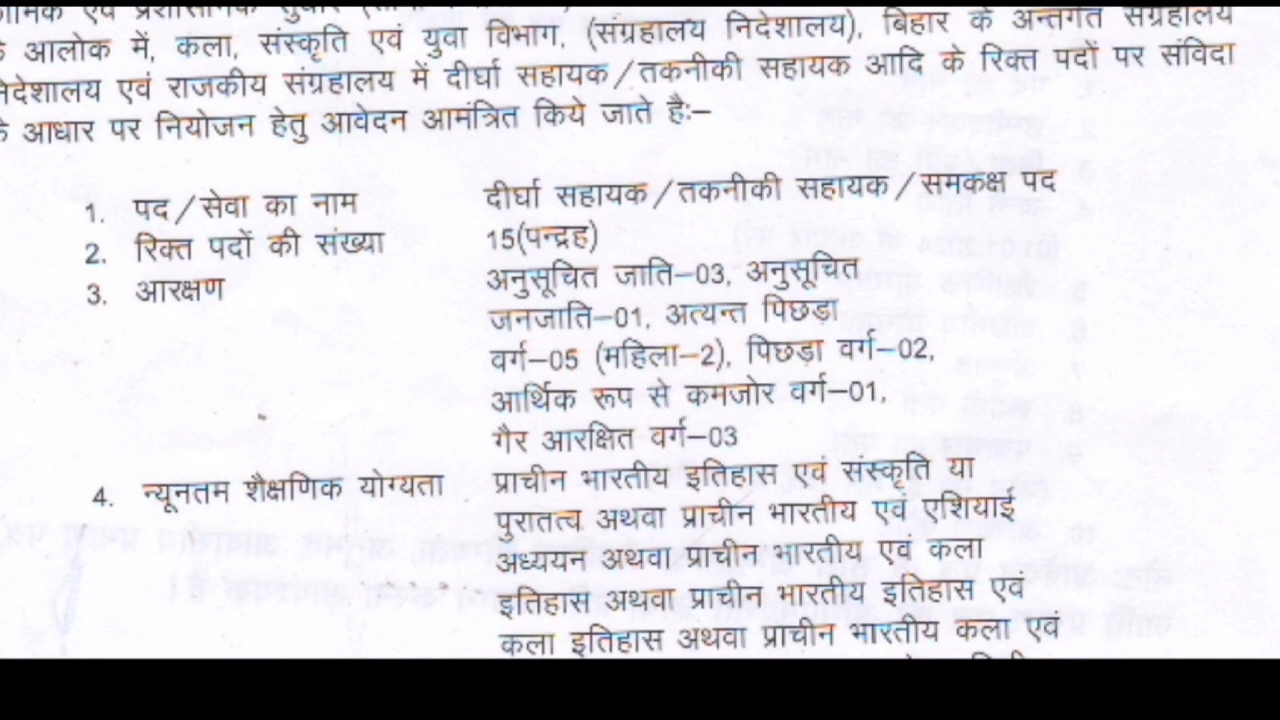 एवं प्रशासनिक सुधार
के आलोक में, कला, संस्कृति एवं युवा विभाग, (संग्रहालय निदेशालय), बिहार के अन्तर्गत संग्रहालय
निदेशालय एवं राजकीय संग्रहालय में दीर्घा सहायक/तकनीकी सहायक आदि के रिक्त पदों पर संविदा
के आधार पर नियोजन हेतु आवेदन आमंत्रित किये जाते हैः–
1. पद/सेवा का नाम दीर्घा सहायक/तकनीकी सहायक/समकक्ष पद
2. रिक्त पदों की संख्या 15(पन्द्रह)
3. आरक्षण अनुसूचित जाति–03, अनुसूचित
जनजाति–01, अत्यन्त पिछड़ा
वर्ग–05 (महिला–2), पिछड़ा वर्ग–02,
आर्थिक रूप से कमजोर वर्ग–01,
गैर आरक्षित वर्ग–03
4. न्यूनतम शैक्षणिक योग्यता प्राचीन भारतीय इतिहास एवं संस्कृति या
पुरातत्व अथवा प्राचीन भारतीय एवं एशियाई
अध्ययन अथवा प्राचीन भारतीय एवं कला
इतिहास अथवा प्राचीन भारतीय इतिहास एवं
कला इतिहास अथवा प्राचीन भारतीय कला एवं